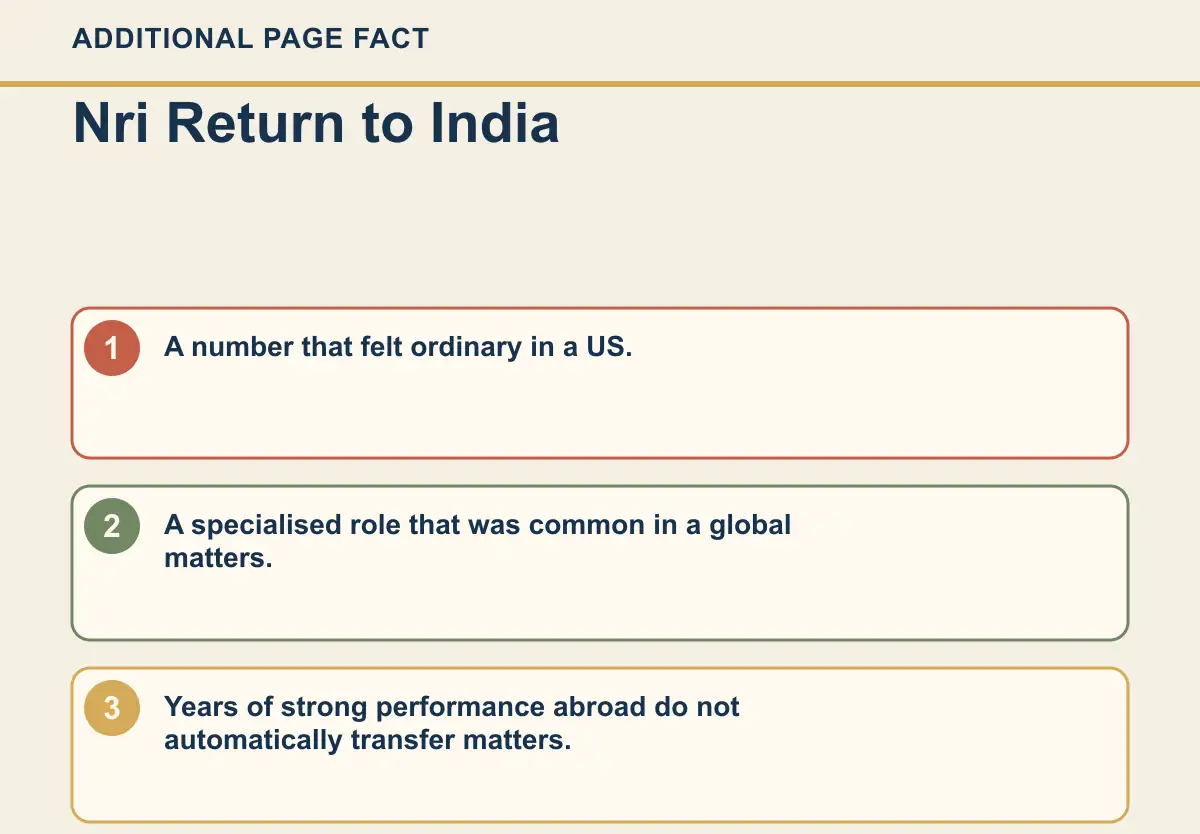 ADDITIONAL PAGE FACT
Nri Return to India
1
A number that felt ordinary in a US.
2
A specialised role that was common in a global
matters.
3
Years of strong performance abroad do not
automatically transfer matters.